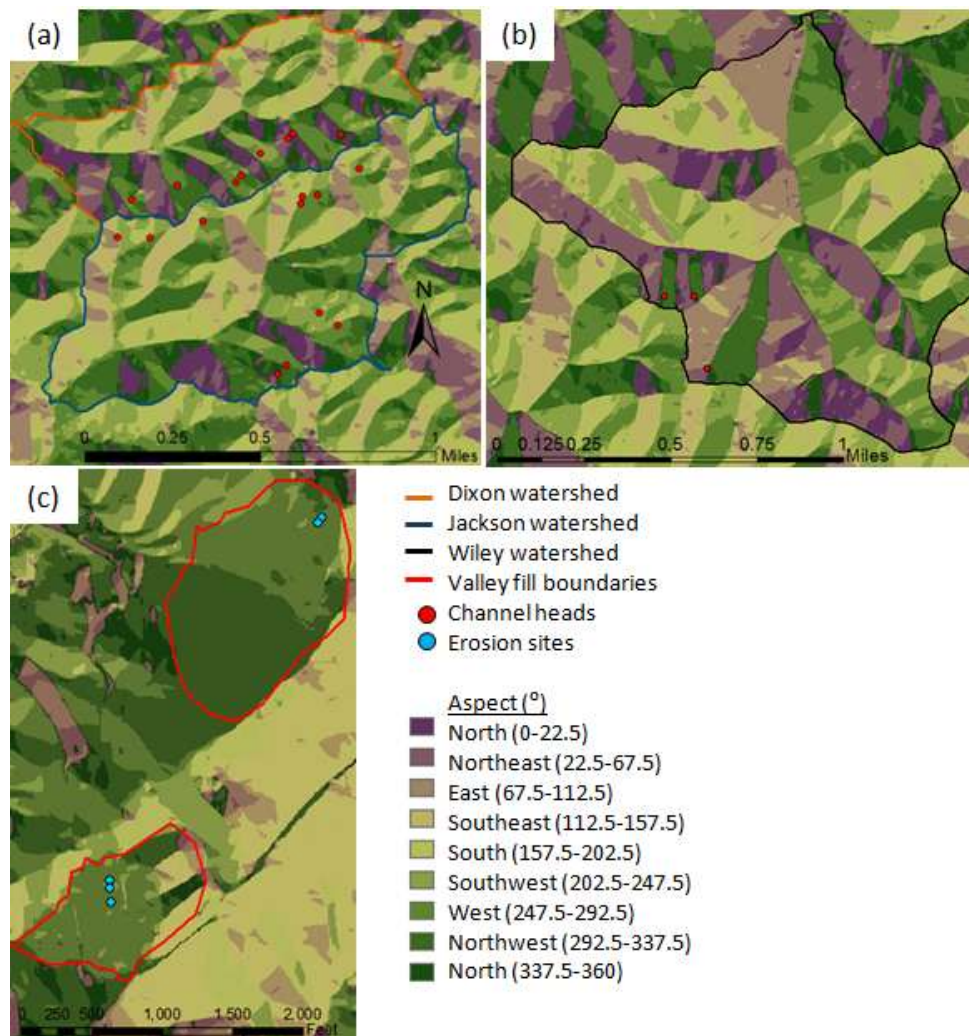 (a)
(b)
N
0 0.25 0.5 1
Miles
0 0.125 0.25 0.5 0.75 1
Miles
(c)
0 250 500 1,000 1,500 2,000
Feet
Dixon watershed
Jackson watershed
Wiley watershed
Valley fill boundaries
Channel heads
Erosion sites
Aspect (°)
North (0-22.5)
Northeast (22.5-67.5)
East (67.5-112.5)
Southeast (112.5-157.5)
South (157.5-202.5)
Southwest (202.5-247.5)
West (247.5-292.5)
Northwest (292.5-337.5)
North (337.5-360)